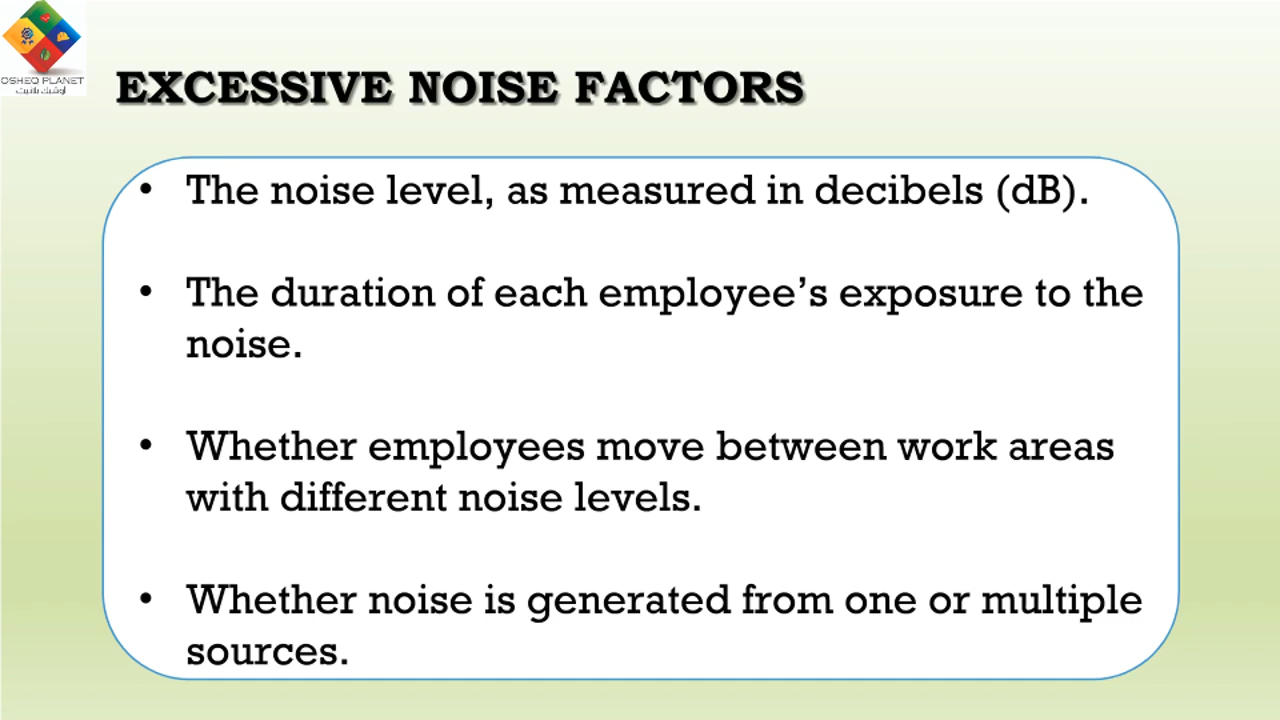 OSHEQ PLANET
أوشيك بلانيت
EXCESSIVE NOISE FACTORS
• The noise level, as measured in decibels (dB).
• The duration of each employee’s exposure to the
noise.
• Whether employees move between work areas
with different noise levels.
• Whether noise is generated from one or multiple
sources.